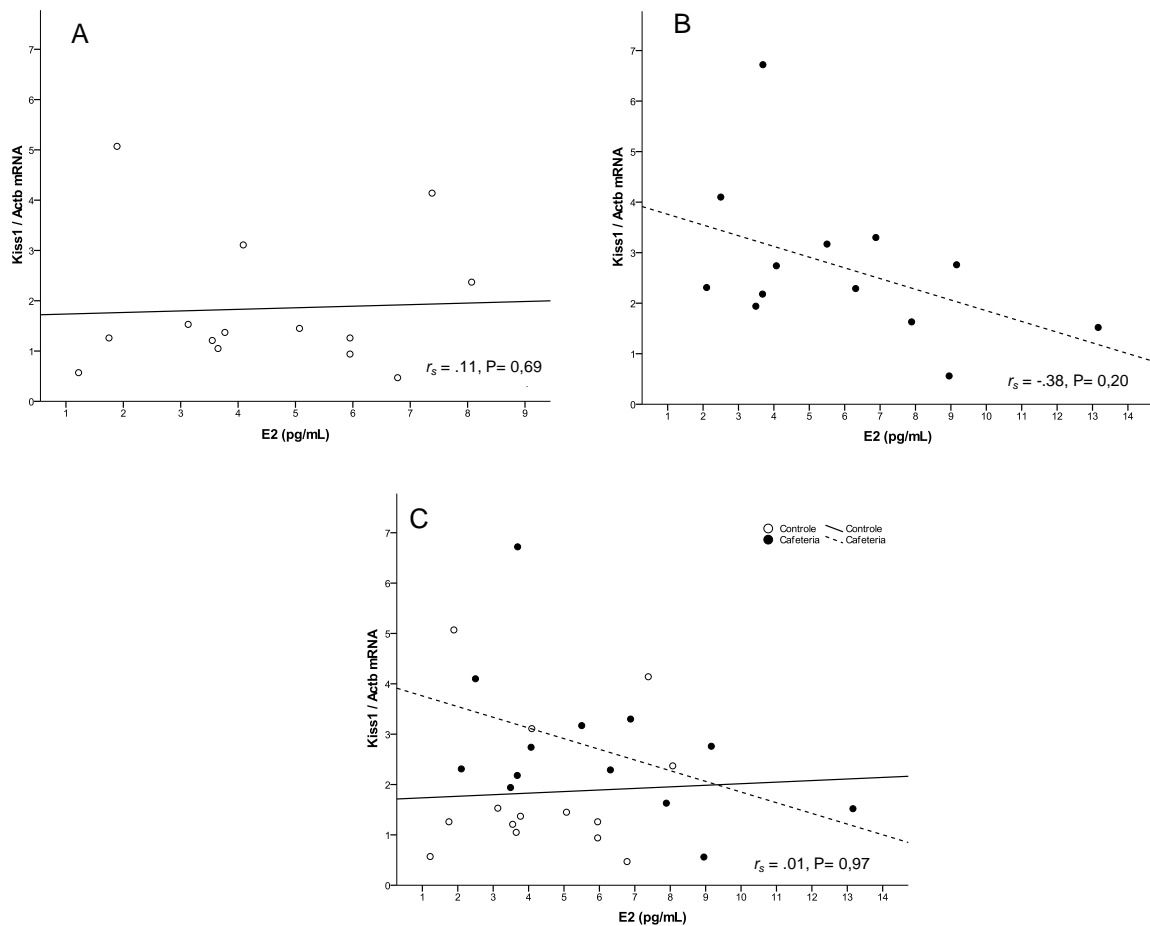 A
7
6
5
4
3
2
1
0
Kiss1 / Actb mRNA
r_s = .11, P= 0,69
1 2 3 4 5 6 7 8 9
E2 (pg/mL)
B
7
6
5
4
3
2
1
0
Kiss1 / Actb mRNA
r_s = -.38, P= 0,20
1 2 3 4 5 6 7 8 9 10 11 12 13 14
E2 (pg/mL)
C
Controle Controle
Cafeteria Cafeteria
7
6
5
4
3
2
1
0
Kiss1 / Actb mRNA
r_s = .01, P= 0,97
1 2 3 4 5 6 7 8 9 10 11 12 13 14
E2 (pg/mL)